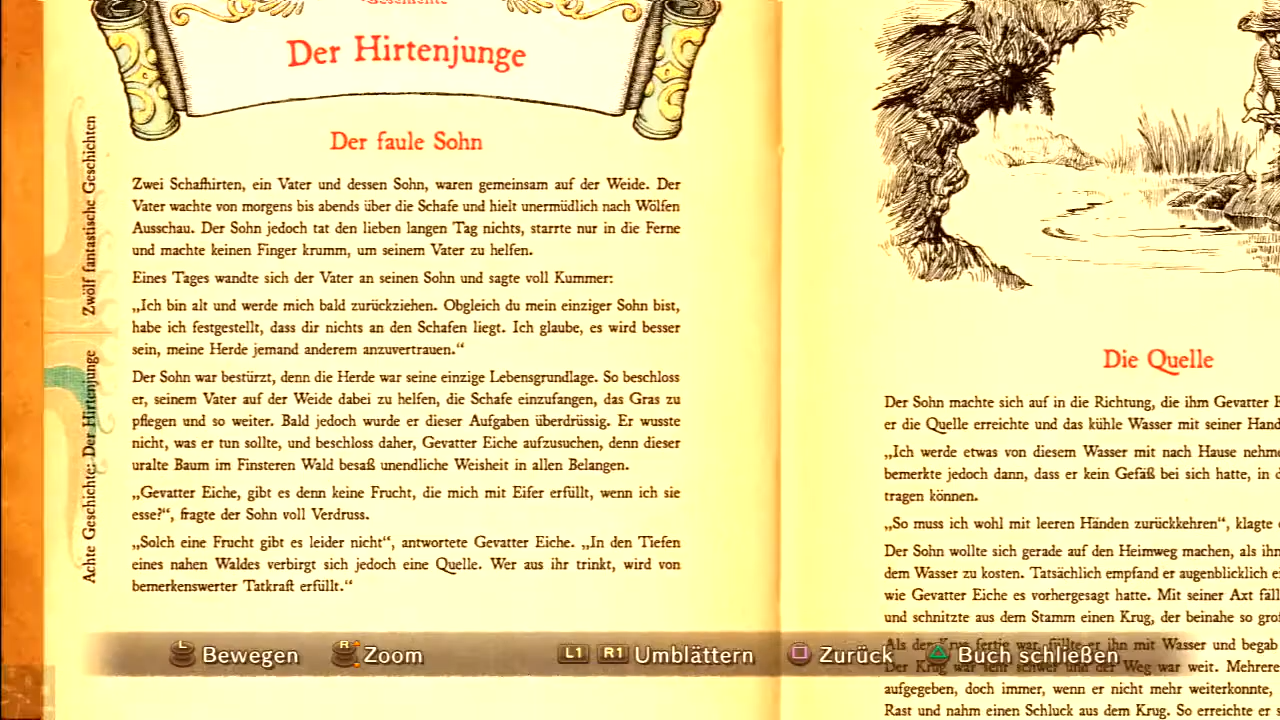 Geschichte
Der Hirtenjunge
Der faule Sohn
Zwei Schafhirten, ein Vater und dessen Sohn, waren gemeinsam auf der Weide. Der
Vater wachte von morgens bis abends über die Schafe und hielt unermüdlich nach Wölfen
Ausschau. Der Sohn jedoch tat den lieben langen Tag nichts, starrte nur in die Ferne
und machte keinen Finger krumm, um seinem Vater zu helfen.
Eines Tages wandte sich der Vater an seinen Sohn und sagte voll Kummer:
„Ich bin alt und werde mich bald zurückziehen. Obgleich du mein einziger Sohn bist,
habe ich festgestellt, dass dir nichts an den Schafen liegt. Ich glaube, es wird besser
sein, meine Herde jemand anderem anzuvertrauen.“
Der Sohn war bestürzt, denn die Herde war seine einzige Lebensgrundlage. So beschloss
er, seinem Vater auf der Weide dabei zu helfen, die Schafe einzufangen, das Gras zu
pflegen und so weiter. Bald jedoch wurde er dieser Aufgaben überdrüssig. Er wusste
nicht, was er tun sollte, und beschloss daher, Gevatter Eiche aufzusuchen, denn dieser
uralte Baum im Finsteren Wald besaß unendliche Weisheit in allen Belangen.
„Gevatter Eiche, gibt es denn keine Frucht, die mich mit Eifer erfüllt, wenn ich sie
esse?“, fragte der Sohn voll Verdruss.
„Solch eine Frucht gibt es leider nicht“, antwortete Gevatter Eiche. „In den Tiefen
eines nahen Waldes verbirgt sich jedoch eine Quelle. Wer aus ihr trinkt, wird von
bemerkenswerter Tatkraft erfüllt.“
Zwölf fantastische Geschichten
Achte Geschichte: Der Hirtenjunge
Die Quelle
Der Sohn machte sich auf in die Richtung, die ihm Gevatter E
er die Quelle erreichte und das kühle Wasser mit seiner Hand
„Ich werde etwas von diesem Wasser mit nach Hause nehme
bemerkte jedoch dann, dass er kein Gefäß bei sich hatte, in d
tragen können.
„So muss ich wohl mit leeren Händen zurückkehren“, klagte
Der Sohn wollte sich gerade auf den Heimweg machen, als ihn
dem Wasser zu kosten. Tatsächlich empfand er augenblicklich ei
wie Gevatter Eiche es vorhergesagt hatte. Mit seiner Axt fäll
und schnitzte aus dem Stamm einen Krug, der beinahe so groß
Als der Krug fertig war, füllte er ihn mit Wasser und begab
Der Krug war sehr schwer und der Weg war weit. Mehrere
aufgegeben, doch immer, wenn er nicht mehr weiterkonnte,
Rast und nahm einen Schluck aus dem Krug. So erreichte er s
L Bewegen R Zoom L1 R1 Umblättern Zurück Buch schließen